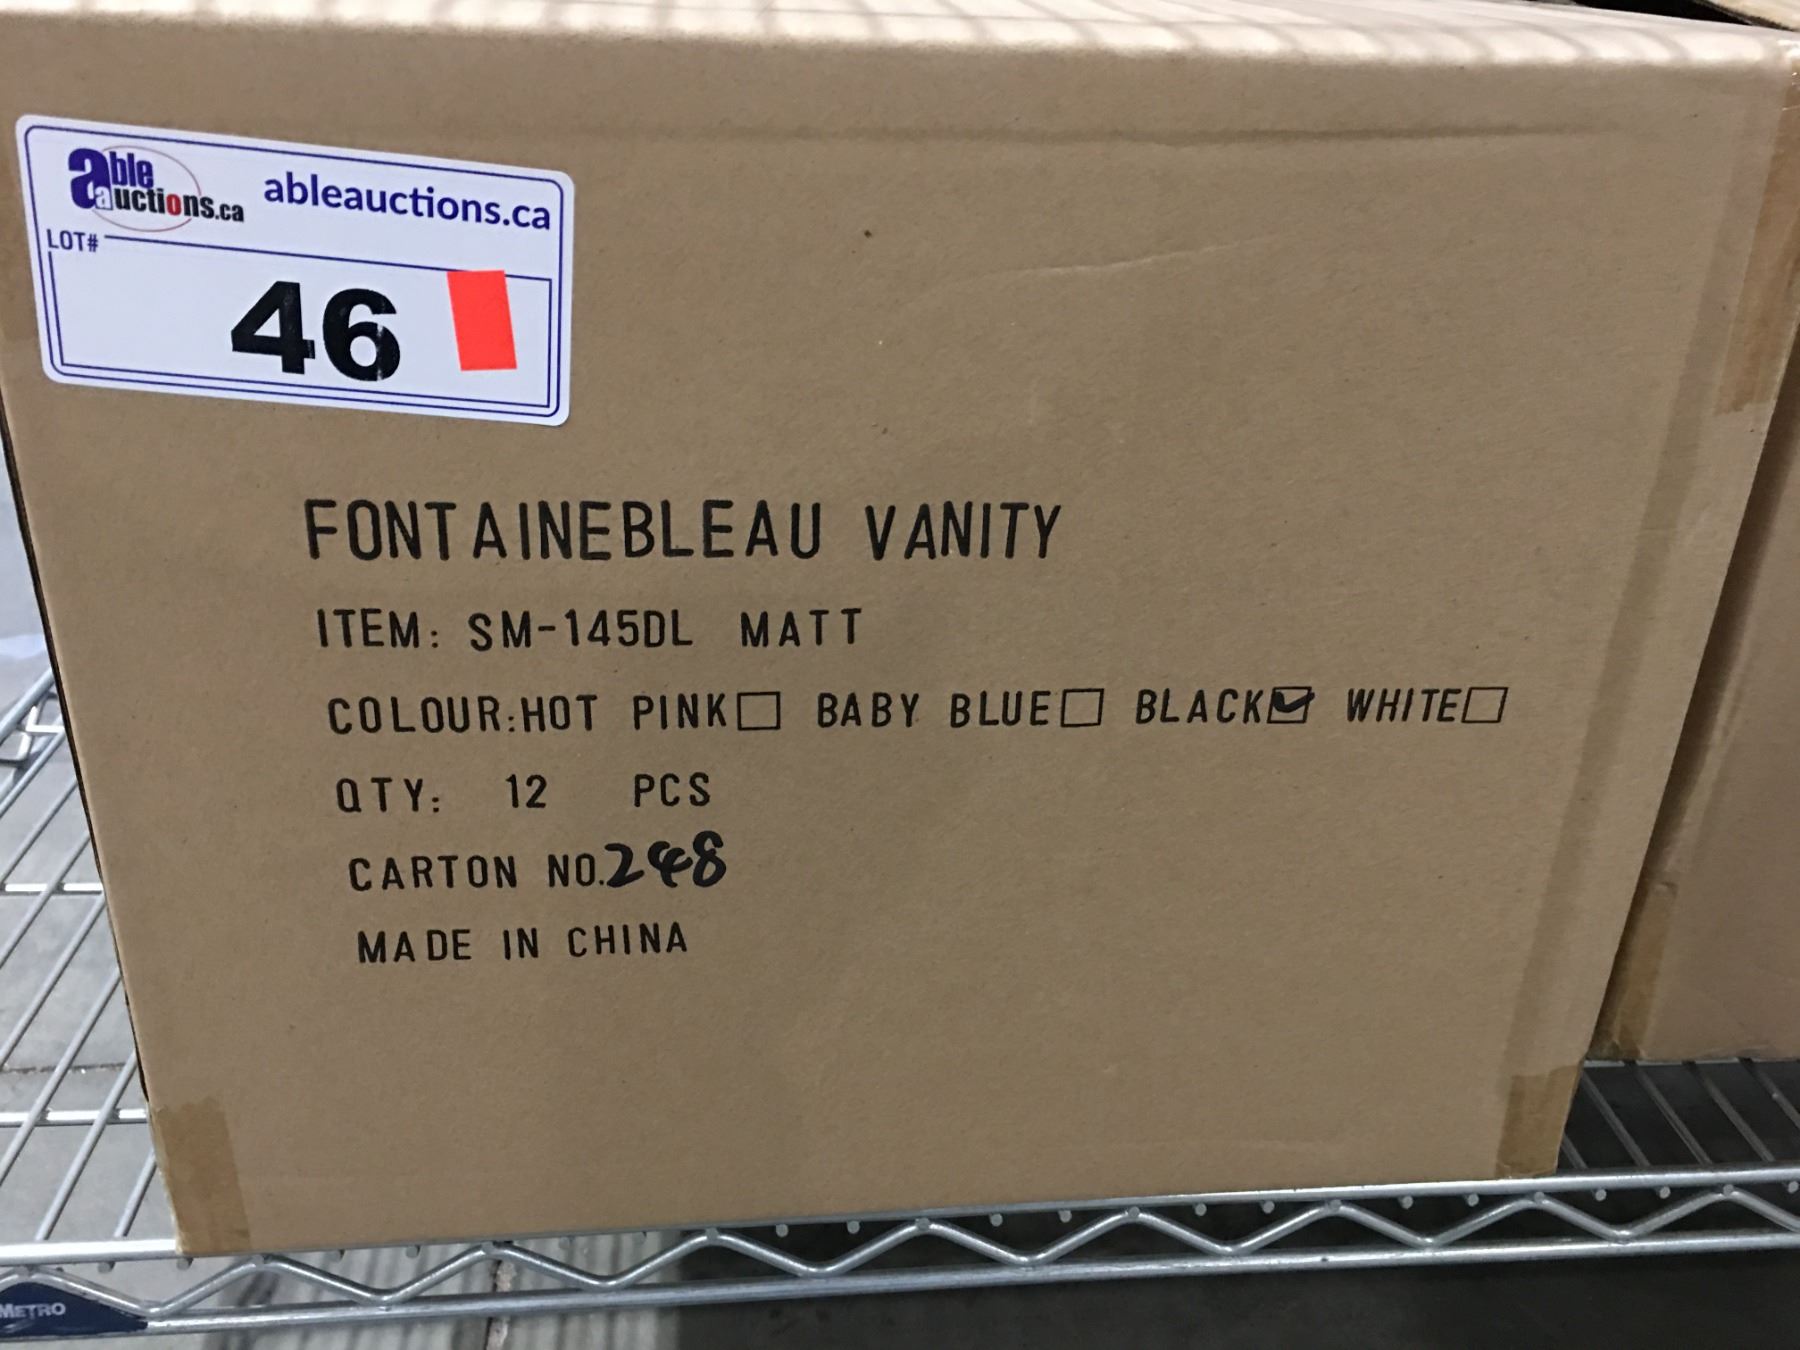 able auctions.ca
ableauctions.ca
LOT#
46
FONTAINEBLEAU VANITY
ITEM: SM-145DL MATT
COLOUR:HOT PINK☐ BABY BLUE☐ BLACK☑ WHITE☐
QTY: 12 PCS
CARTON NO.248
MADE IN CHINA
METRO